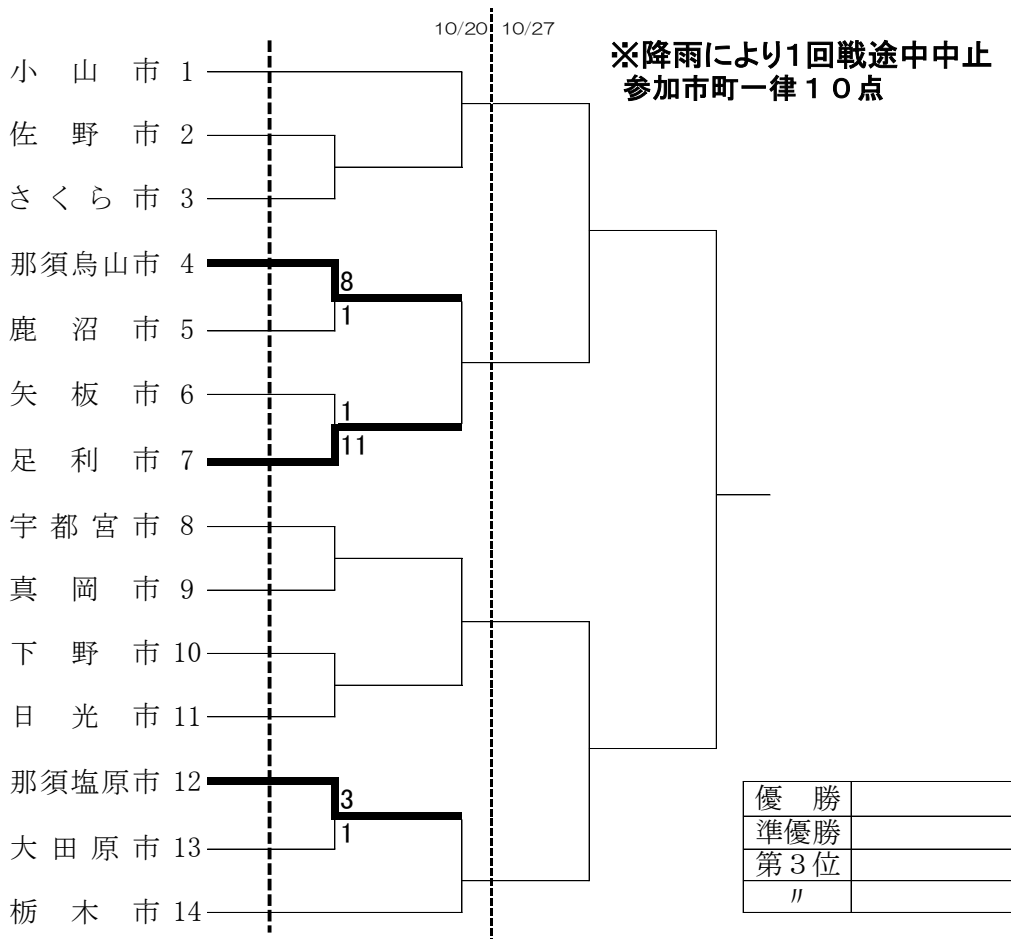 10/20 10/27
※降雨により1回戦途中中止
参加市町一律１０点
小山市 1
佐野市 2
さくら市 3
那須烏山市 4
8
1
鹿沼市 5
矢板市 6
1
11
足利市 7
宇都宮市 8
真岡市 9
下野市 10
日光市 11
那須塩原市 12
3
1
大田原市 13
栃木市 14
優勝
準優勝
第３位
〃